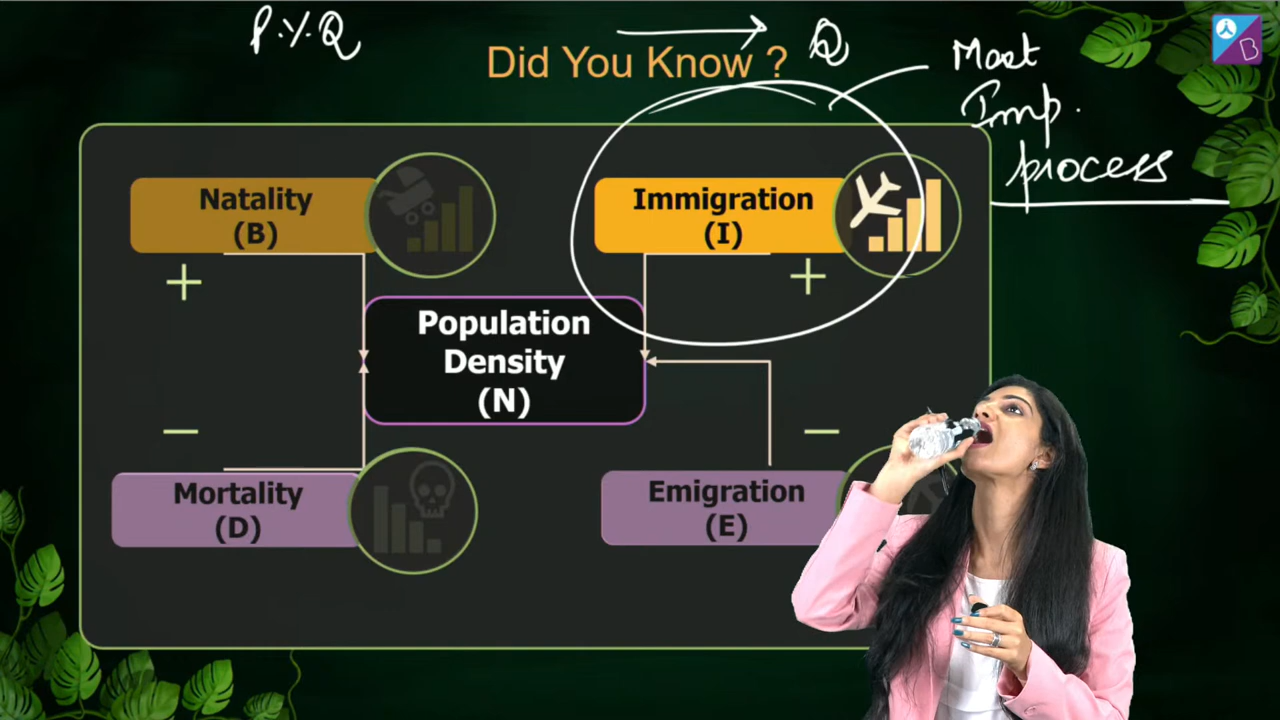 P.Y.Q
Did You Know ?
Q
Most
Imp.
process
Natality
(B)
Immigration
(I)
+
+
Population
Density
(N)
−
−
Mortality
(D)
Emigration
(E)
B